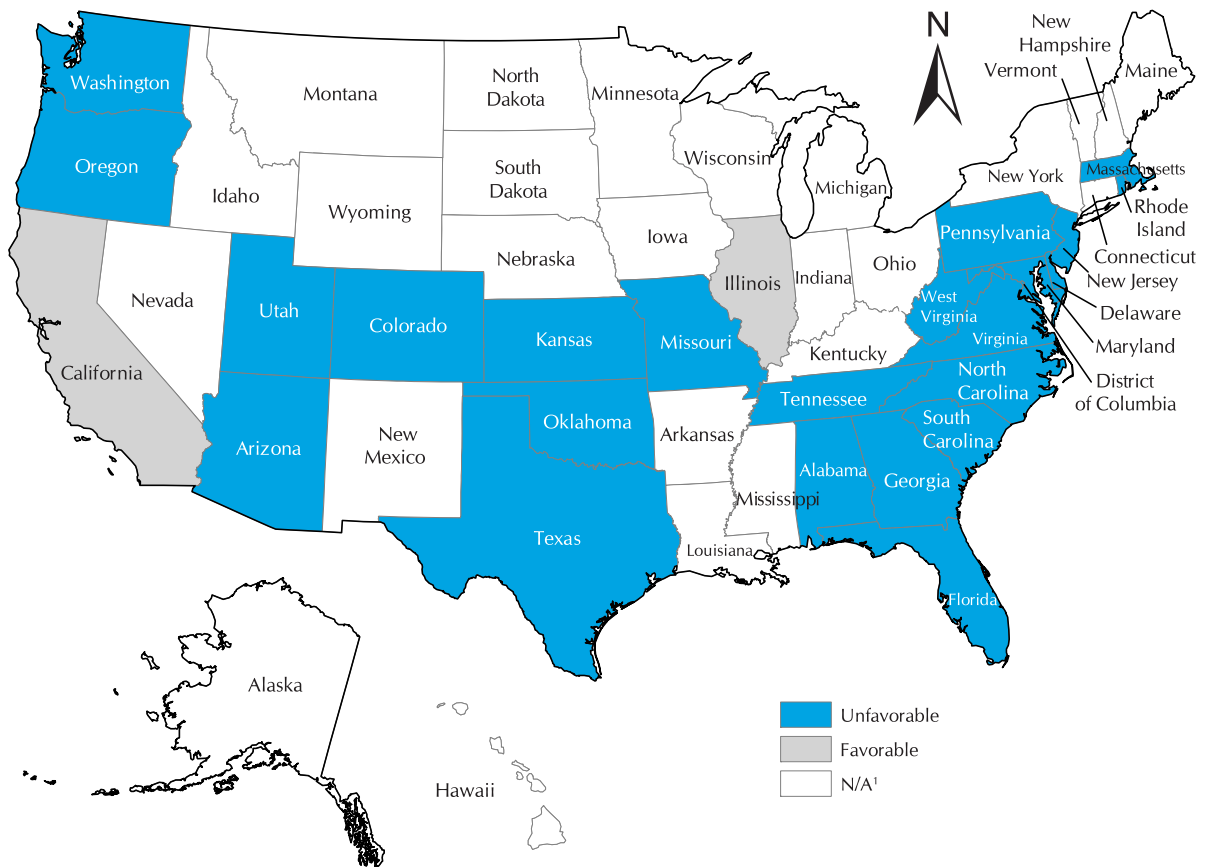 N
New
Hampshire
Vermont
Maine
Washington
Montana
North
Dakota
Minnesota
Oregon
Idaho
South
Dakota
Wisconsin
Michigan
New York
Massachusetts
Wyoming
Rhode
Island
Connecticut
New Jersey
Pennsylvania
Iowa
Nebraska
Nevada
Utah
Colorado
Illinois
Indiana
Ohio
West
Virginia
Virginia
Delaware
Maryland
District
of Columbia
California
Kansas
Missouri
Kentucky
North
Carolina
Tennessee
South
Carolina
Arizona
New
Mexico
Oklahoma
Arkansas
Alabama
Georgia
Mississippi
Texas
Louisiana
Florida
Alaska
Hawaii
Unfavorable
Favorable
N/A¹